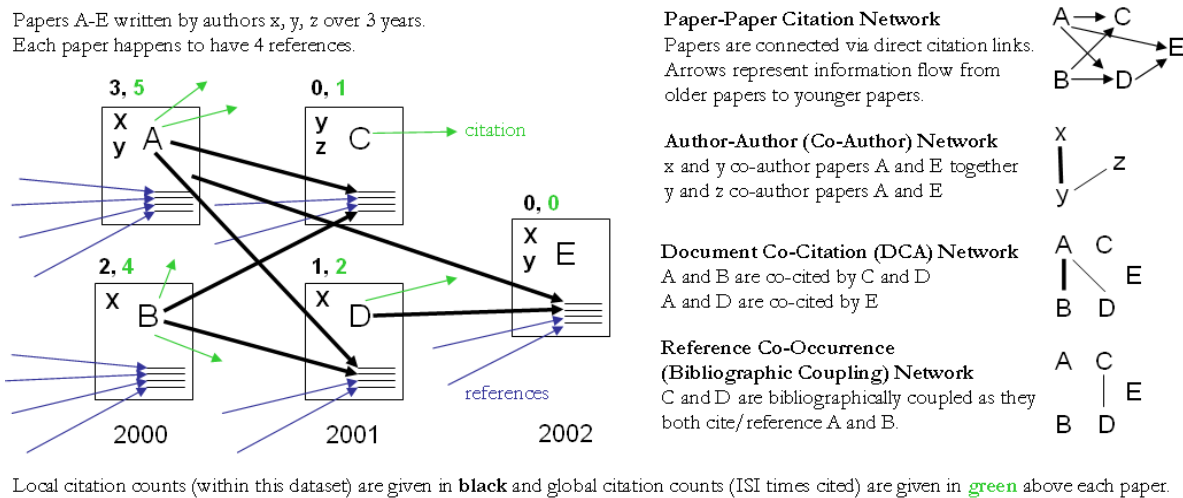 Papers A-E written by authors x, y, z over 3 years.
Each paper happens to have 4 references.
3, 5
x
y
A
0, 1
y
z
C
citation
0, 0
x
y
E
2, 4
x
B
1, 2
x
D
references
2000
2001
2002
Paper-Paper Citation Network
Papers are connected via direct citation links.
Arrows represent information flow from
older papers to younger papers.
A
C
E
B
D
Author-Author (Co-Author) Network
x and y co-author papers A and E together
y and z co-author papers A and E
x
z
y
Document Co-Citation (DCA) Network
A and B are co-cited by C and D
A and D are co-cited by E
A
C
E
B
D
Reference Co-Occurrence
(Bibliographic Coupling) Network
C and D are bibliographically coupled as they
both cite/reference A and B.
A
C
E
B
D
Local citation counts (within this dataset) are given in black and global citation counts (ISI times cited) are given in green above each paper.